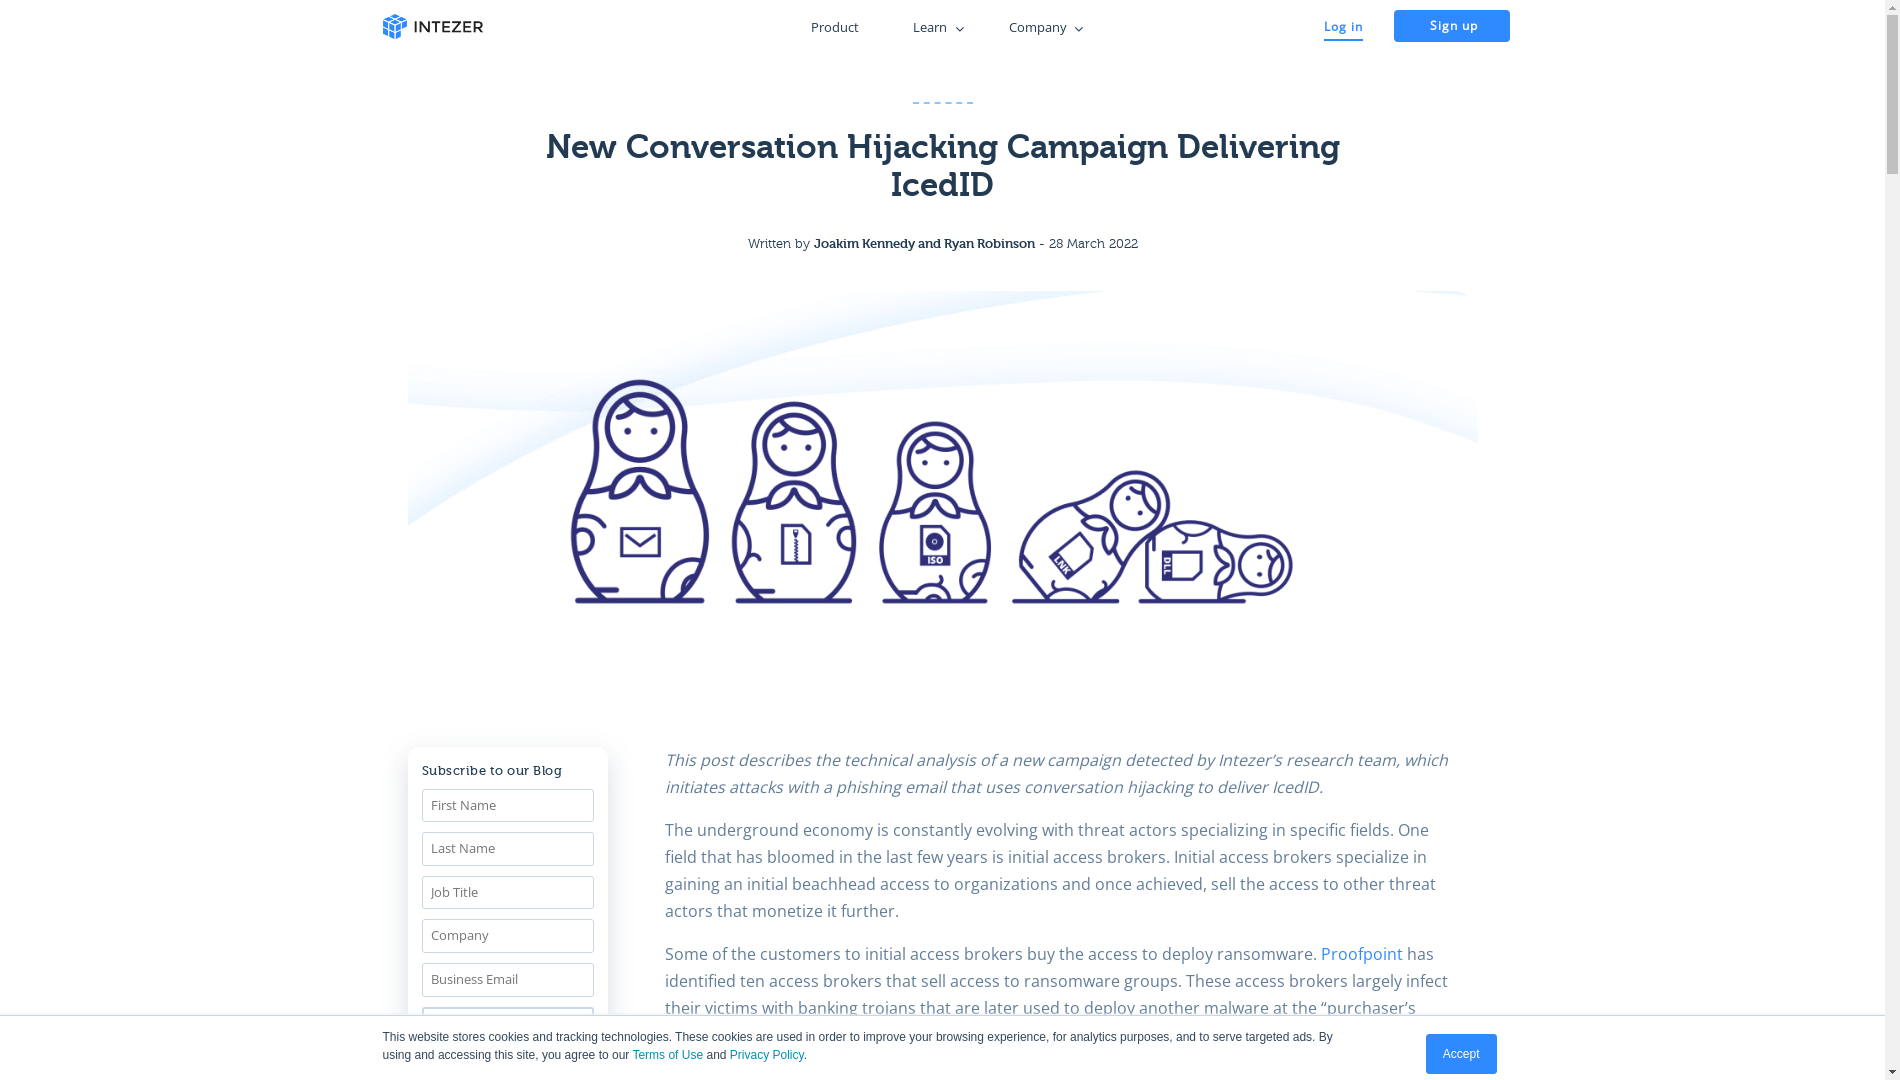 INTEZER
Product
Learn
Company
Log in
Sign up
New Conversation Hijacking Campaign Delivering
IcedID
Written by Joakim Kennedy and Ryan Robinson - 28 March 2022
ISO
LNK
DLL
Subscribe to our Blog
First Name
Last Name
Job Title
Company
Business Email
This post describes the technical analysis of a new campaign detected by Intezer’s research team, which
initiates attacks with a phishing email that uses conversation hijacking to deliver IcedID.
The underground economy is constantly evolving with threat actors specializing in specific fields. One
field that has bloomed in the last few years is initial access brokers. Initial access brokers specialize in
gaining an initial beachhead access to organizations and once achieved, sell the access to other threat
actors that monetize it further.
Some of the customers to initial access brokers buy the access to deploy ransomware. Proofpoint has
identified ten access brokers that sell access to ransomware groups. These access brokers largely infect
their victims with banking trojans that are later used to deploy another malware at the “purchaser’s
This website stores cookies and tracking technologies. These cookies are used in order to improve your browsing experience, for analytics purposes, and to serve targeted ads. By
using and accessing this site, you agree to our Terms of Use and Privacy Policy.
Accept